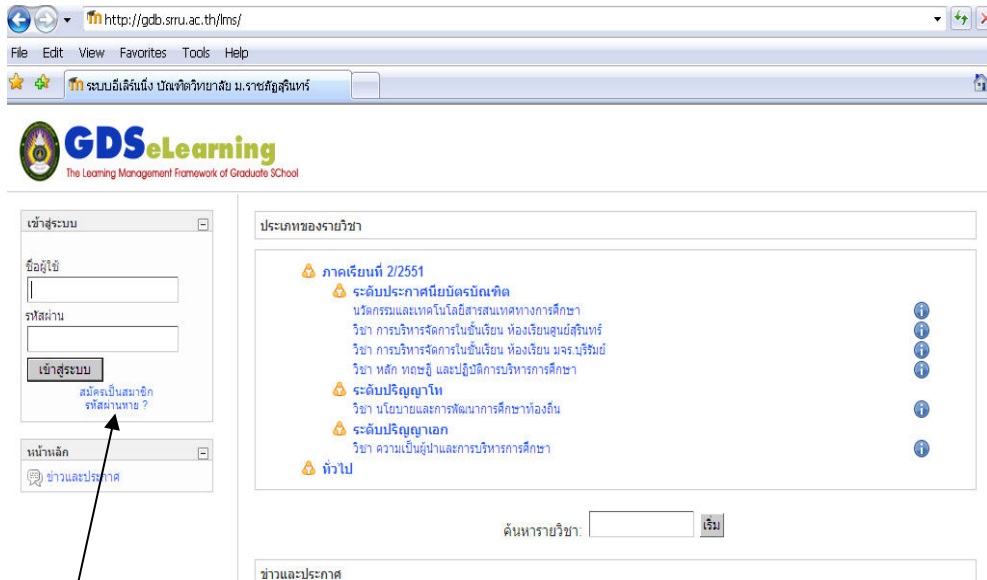 http://gdb.srru.ac.th/lms/
File Edit View Favorites Tools Help
ระบบอีเลิร์นนิ่ง บัณฑิตวิทยาลัย ม.ราชภัฏสุรินทร์
GDSeLearning
The Learning Management Framework of Graduate SChool
เข้าสู่ระบบ
ชื่อผู้ใช้
รหัสผ่าน
เข้าสู่ระบบ
สมัครเป็นสมาชิก
รหัสผ่านหาย ?
หน้าหลัก
ข่าวและประกาศ
ประเภทของรายวิชา
ภาคเรียนที่ 2/2551
ระดับประกาศนียบัตรบัณฑิต
นวัตกรรมและเทคโนโลยีสารสนเทศทางการศึกษา
วิชา การบริหารจัดการในชั้นเรียน ห้องเรียนศูนย์สุรินทร์
วิชา การบริหารจัดการในชั้นเรียน ห้องเรียน มจร.บุรีรัมย์
วิชา หลัก ทฤษฎี และปฏิบัติการบริหารการศึกษา
ระดับปริญญาโท
วิชา นโยบายและการพัฒนาการศึกษาท้องถิ่น
ระดับปริญญาเอก
วิชา ความเป็นผู้นำและการบริหารการศึกษา
ทั่วไป
ค้นหารายวิชา: เริ่ม
ข่าวและประกาศ